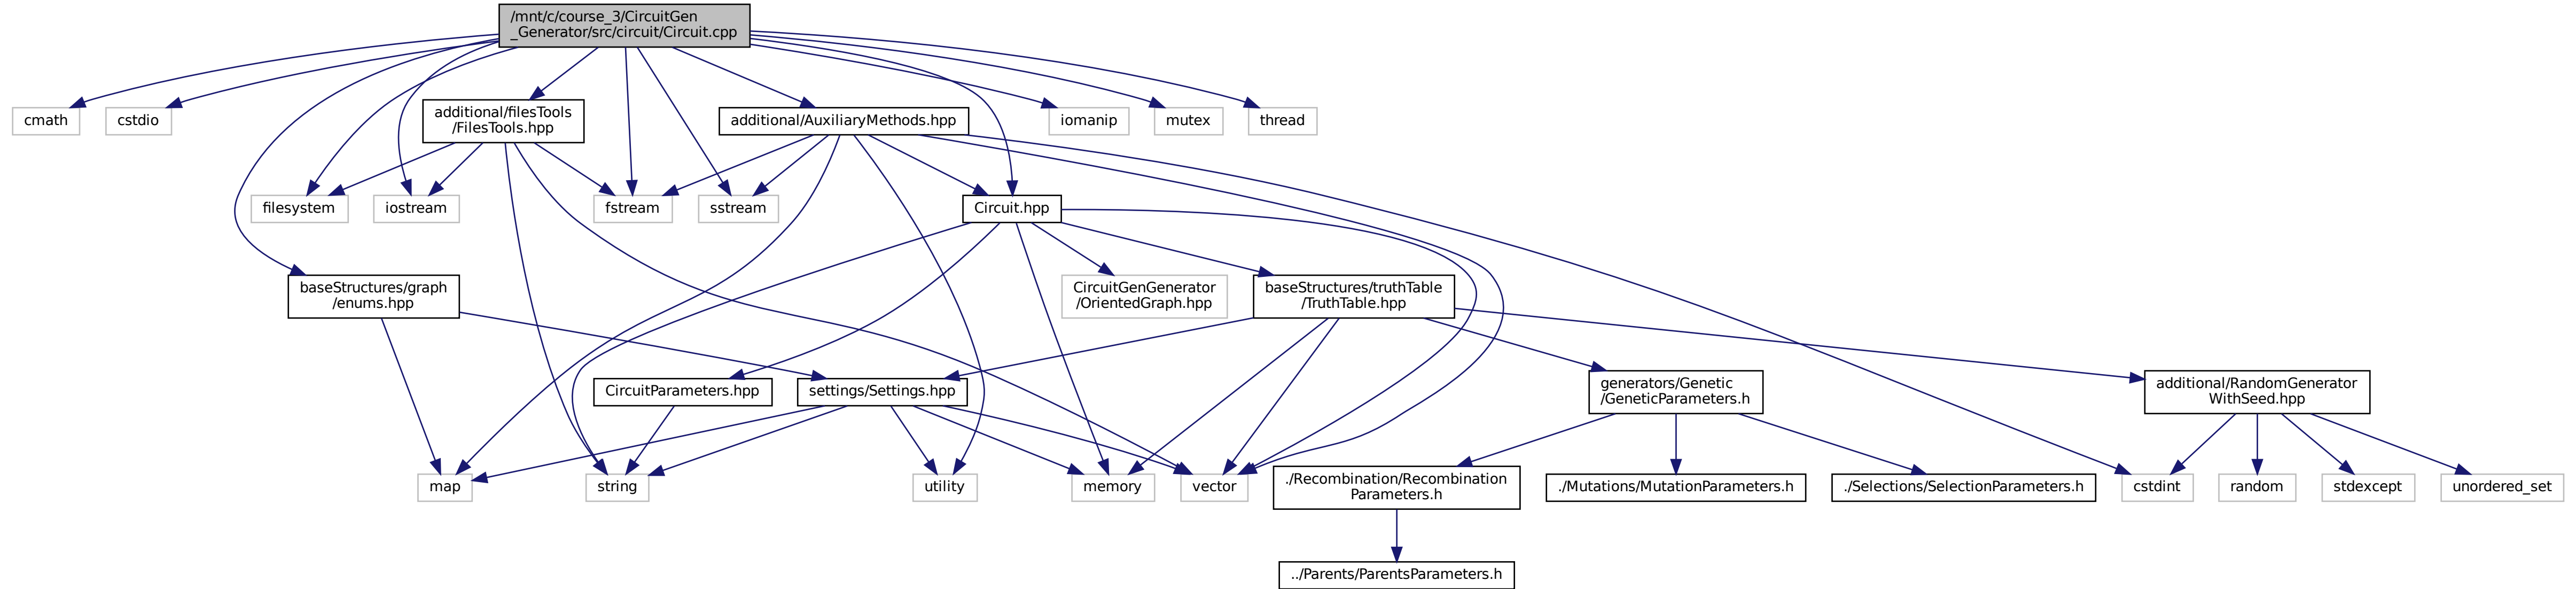 /mnt/c/course_3/CircuitGen
_Generator/src/circuit/Circuit.cpp
cmath
cstdio
additional/filesTools
/FilesTools.hpp
additional/AuxiliaryMethods.hpp
iomanip
mutex
thread
filesystem
iostream
fstream
sstream
Circuit.hpp
baseStructures/graph
/enums.hpp
CircuitGenGenerator
/OrientedGraph.hpp
baseStructures/truthTable
/TruthTable.hpp
CircuitParameters.hpp
settings/Settings.hpp
generators/Genetic
/GeneticParameters.h
additional/RandomGenerator
WithSeed.hpp
map
string
utility
memory
vector
./Recombination/Recombination
Parameters.h
./Mutations/MutationParameters.h
./Selections/SelectionParameters.h
cstdint
random
stdexcept
unordered_set
../Parents/ParentsParameters.h